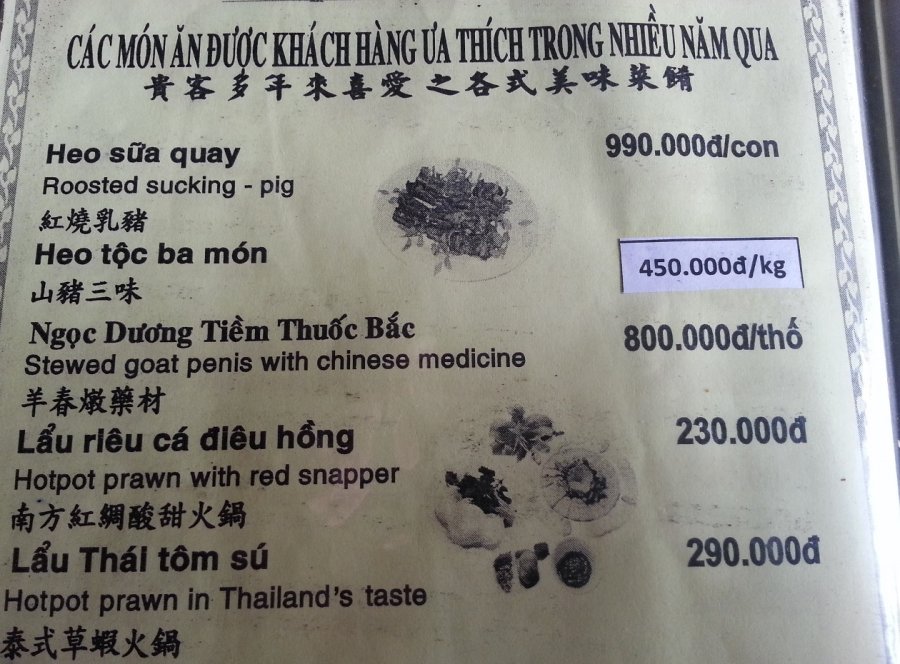 CÁC MÓN ĂN ĐƯỢC KHÁCH HÀNG ƯA THÍCH TRONG NHIỀU NĂM QUA
貴客多年來喜愛之各式美味菜餚
Heo sữa quay 990.000đ/con
Roosted sucking - pig
紅燒乳豬
Heo tộc ba món 450.000đ/kg
山豬三味
Ngọc Dương Tiềm Thuốc Bắc 800.000đ/thố
Stewed goat penis with chinese medicine
羊春燉藥材
Lẩu riêu cá điêu hồng 230.000đ
Hotpot prawn with red snapper
南方紅鯛酸甜火鍋
Lẩu Thái tôm sú 290.000đ
Hotpot prawn in Thailand's taste
泰式草蝦火鍋